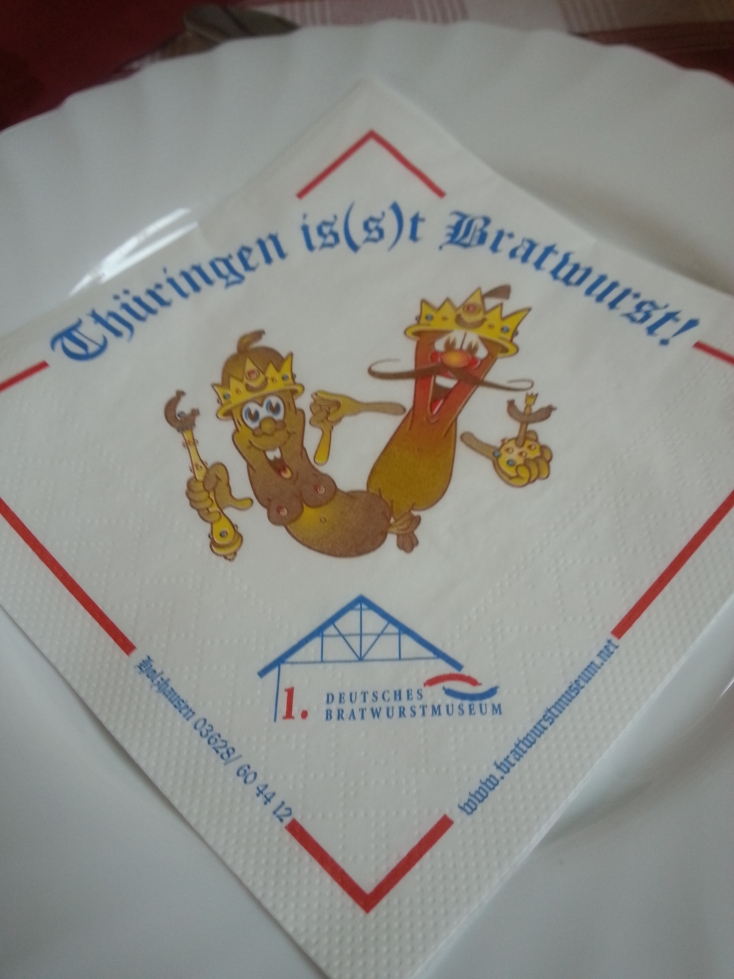 Thüringen is(s)t Bratwurst!
1. DEUTSCHES
BRATWURSTMUSEUM
Holzhausen 03628/ 60 44 12
www.bratwurstmuseum.net